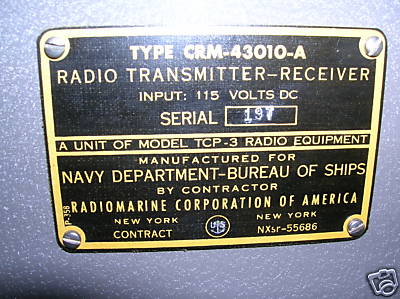 TYPE CRM-43010-A
RADIO TRANSMITTER-RECEIVER
INPUT: 115 VOLTS DC
SERIAL 197
A UNIT OF MODEL TCP-3 RADIO EQUIPMENT
MANUFACTURED FOR
NAVY DEPARTMENT-BUREAU OF SHIPS
BY CONTRACTOR
RADIOMARINE CORPORATION OF AMERICA
NEW YORK NEW YORK
CONTRACT NXsr-55686